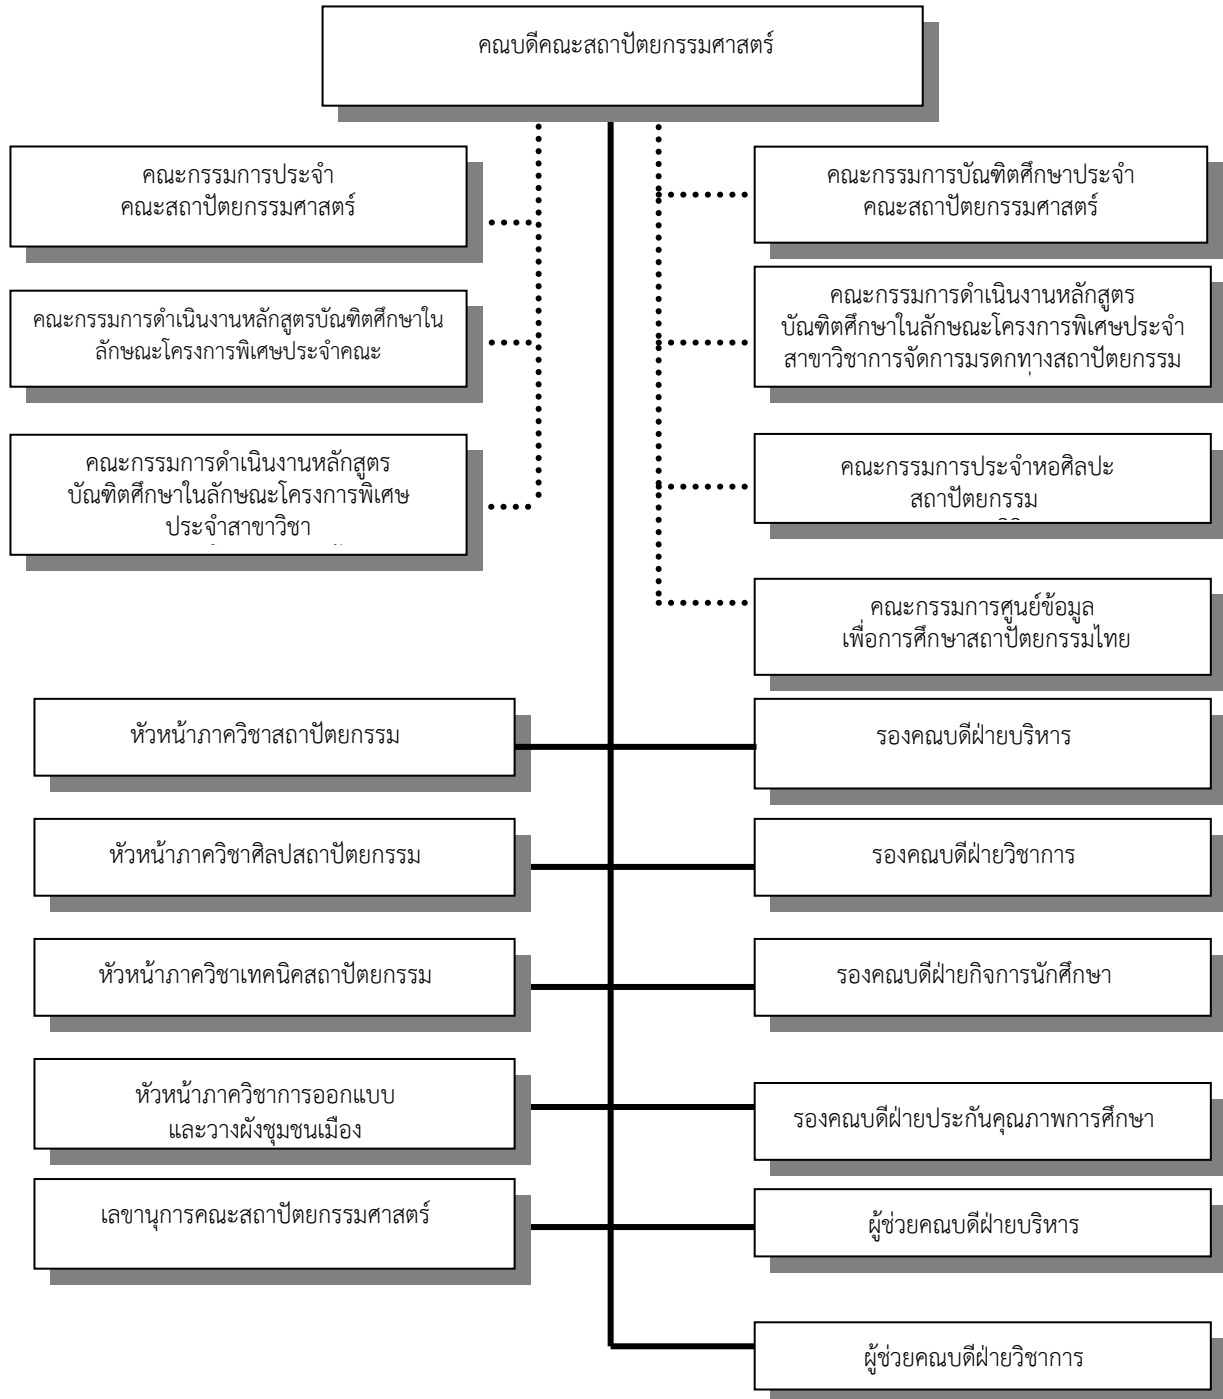 คณบดีคณะสถาปัตยกรรมศาสตร์
คณะกรรมการประจำ
คณะสถาปัตยกรรมศาสตร์
คณะกรรมการบัณฑิตศึกษาประจำ
คณะสถาปัตยกรรมศาสตร์
คณะกรรมการดำเนินงานหลักสูตรบัณฑิตศึกษาใน
ลักษณะโครงการพิเศษประจำคณะ
คณะกรรมการดำเนินงานหลักสูตร
บัณฑิตศึกษาในลักษณะโครงการพิเศษประจำ
สาขาวิชาการจัดการมรดกทางสถาปัตยกรรม
คณะกรรมการดำเนินงานหลักสูตร
บัณฑิตศึกษาในลักษณะโครงการพิเศษ
ประจำสาขาวิชา
คณะกรรมการประจำหอศิลปะ
สถาปัตยกรรม
คณะกรรมการศูนย์ข้อมูล
เพื่อการศึกษาสถาปัตยกรรมไทย
หัวหน้าภาควิชาสถาปัตยกรรม
รองคณบดีฝ่ายบริหาร
หัวหน้าภาควิชาศิลปสถาปัตยกรรม
รองคณบดีฝ่ายวิชาการ
หัวหน้าภาควิชาเทคนิคสถาปัตยกรรม
รองคณบดีฝ่ายกิจการนักศึกษา
หัวหน้าภาควิชาการออกแบบ
และวางผังชุมชนเมือง
รองคณบดีฝ่ายประกันคุณภาพการศึกษา
เลขานุการคณะสถาปัตยกรรมศาสตร์
ผู้ช่วยคณบดีฝ่ายบริหาร
ผู้ช่วยคณบดีฝ่ายวิชาการ